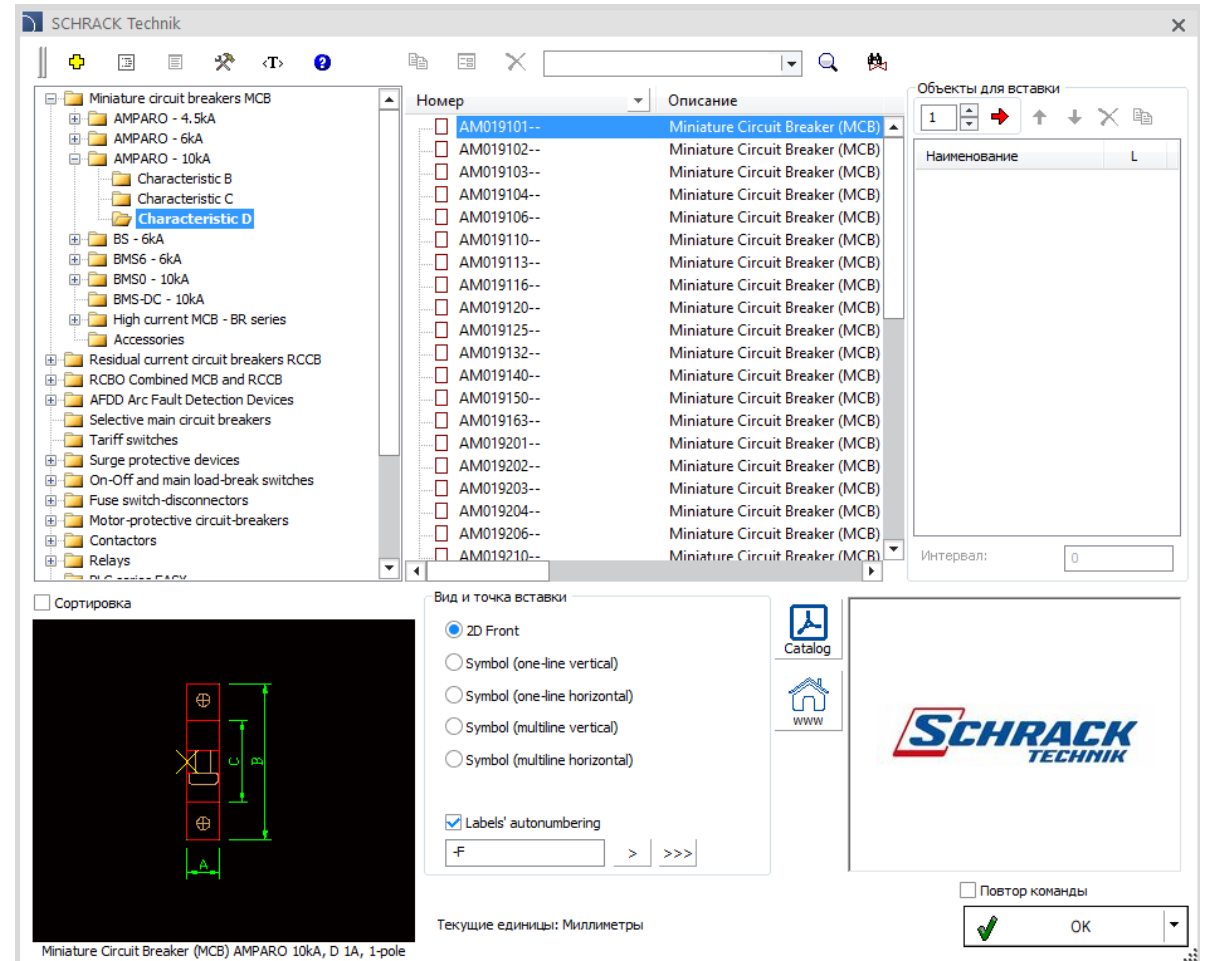 SCHRACK Technik
‹T›
Miniature circuit breakers MCB
AMPARO - 4.5kA
AMPARO - 6kA
AMPARO - 10kA
Characteristic B
Characteristic C
Characteristic D
BS - 6kA
BMS6 - 6kA
BMS0 - 10kA
BMS-DC - 10kA
High current MCB - BR series
Accessories
Residual current circuit breakers RCCB
RCBO Combined MCB and RCCB
AFDD Arc Fault Detection Devices
Selective main circuit breakers
Tariff switches
Surge protective devices
On-Off and main load-break switches
Fuse switch-disconnectors
Motor-protective circuit-breakers
Contactors
Relays
Номер Описание
AM019101-- Miniature Circuit Breaker (MCB)
AM019102-- Miniature Circuit Breaker (MCB)
AM019103-- Miniature Circuit Breaker (MCB)
AM019104-- Miniature Circuit Breaker (MCB)
AM019106-- Miniature Circuit Breaker (MCB)
AM019110-- Miniature Circuit Breaker (MCB)
AM019113-- Miniature Circuit Breaker (MCB)
AM019116-- Miniature Circuit Breaker (MCB)
AM019120-- Miniature Circuit Breaker (MCB)
AM019125-- Miniature Circuit Breaker (MCB)
AM019132-- Miniature Circuit Breaker (MCB)
AM019140-- Miniature Circuit Breaker (MCB)
AM019150-- Miniature Circuit Breaker (MCB)
AM019163-- Miniature Circuit Breaker (MCB)
AM019201-- Miniature Circuit Breaker (MCB)
AM019202-- Miniature Circuit Breaker (MCB)
AM019203-- Miniature Circuit Breaker (MCB)
AM019204-- Miniature Circuit Breaker (MCB)
AM019206-- Miniature Circuit Breaker (MCB)
AM019210-- Miniature Circuit Breaker (MCB)
Объекты для вставки
1
Наименование L
Интервал: 0
Сортировка
C
B
A
Miniature Circuit Breaker (MCB) AMPARO 10kA, D 1A, 1-pole
Вид и точка вставки
2D Front
Symbol (one-line vertical)
Symbol (one-line horizontal)
Symbol (multiline vertical)
Symbol (multiline horizontal)
Labels' autonumbering
-F > >>>
Текущие единицы: Миллиметры
Catalog
www
SCHRACK
TECHNIK
Повтор команды
OK